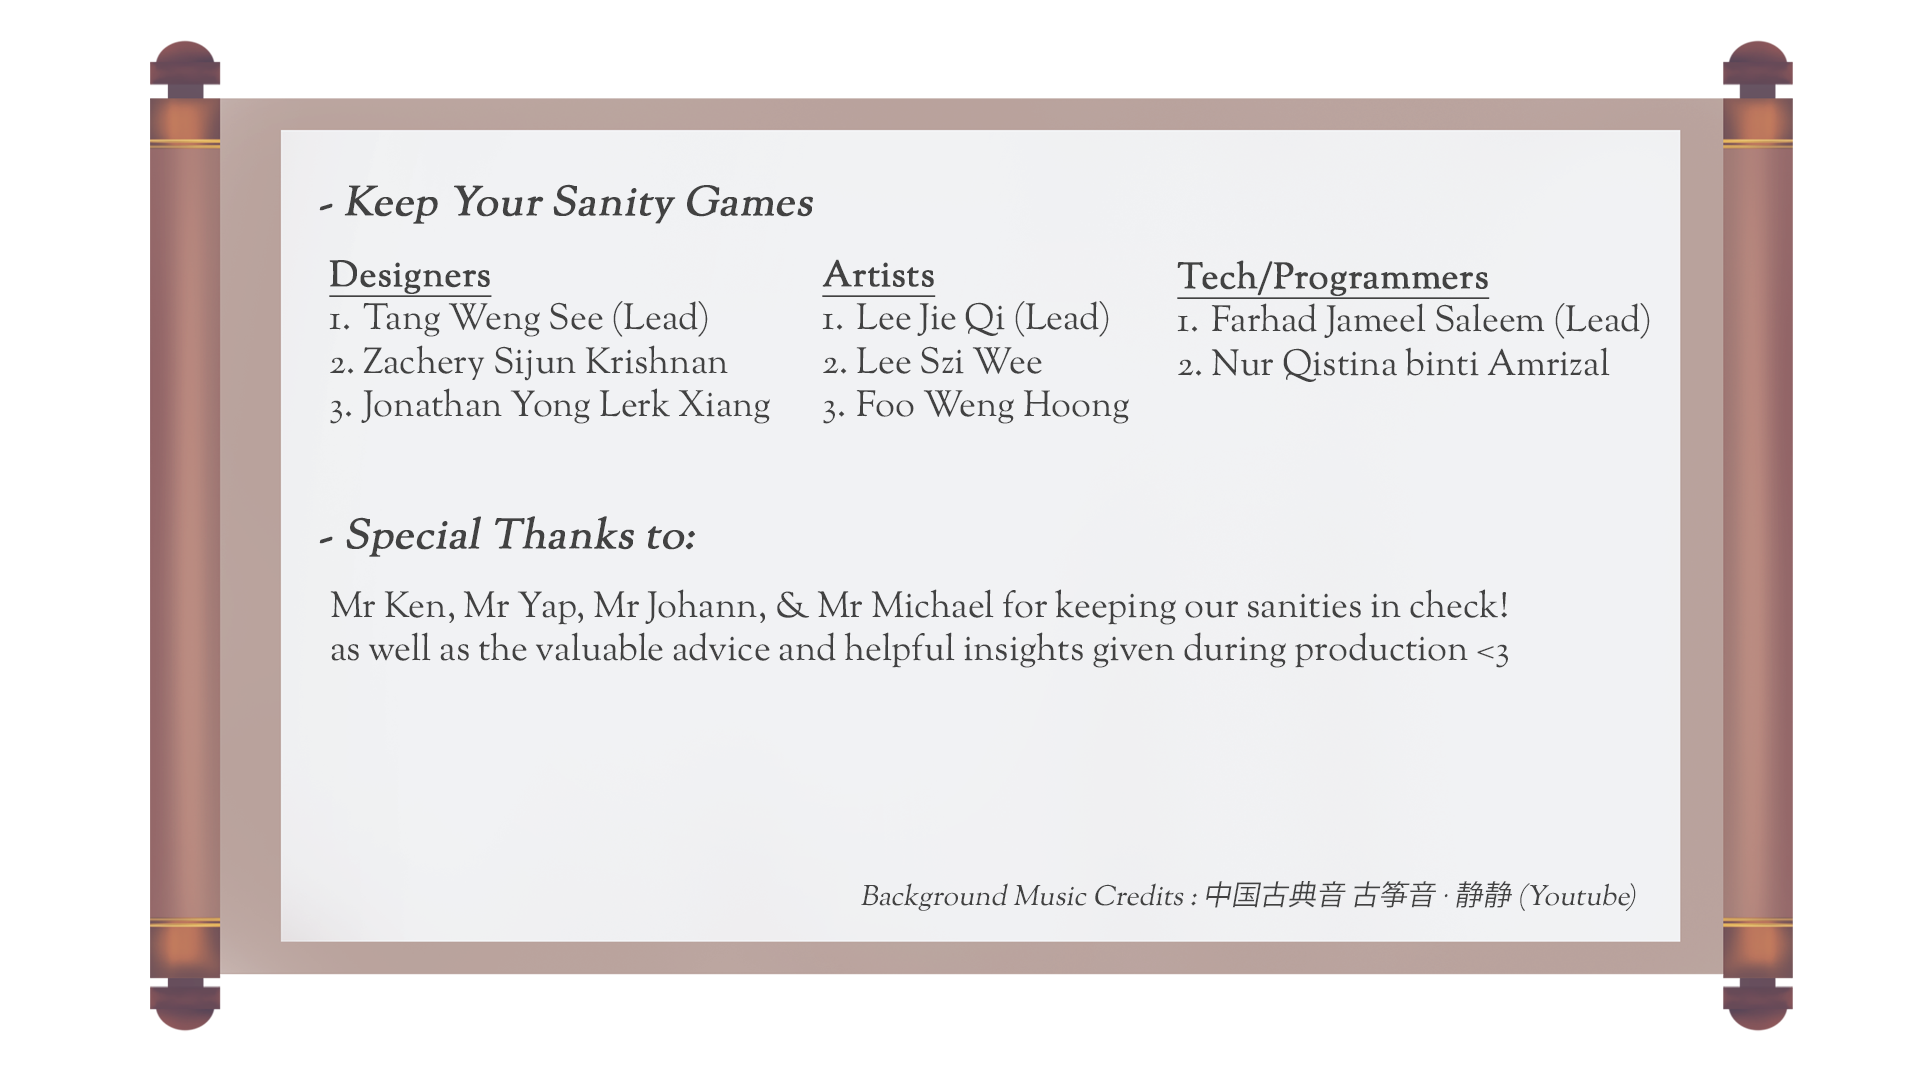 - Keep Your Sanity Games
Designers
1. Tang Weng See (Lead)
2. Zachery Sijun Krishnan
3. Jonathan Yong Lerk Xiang
Artists
1. Lee Jie Qi (Lead)
2. Lee Szi Wee
3. Foo Weng Hoong
Tech/Programmers
1. Farhad Jameel Saleem (Lead)
2. Nur Qistina binti Amrizal
- Special Thanks to:
Mr Ken, Mr Yap, Mr Johann, & Mr Michael for keeping our sanities in check!
as well as the valuable advice and helpful insights given during production <3
Background Music Credits : 中国古典音 古筝音 · 静静 (Youtube)